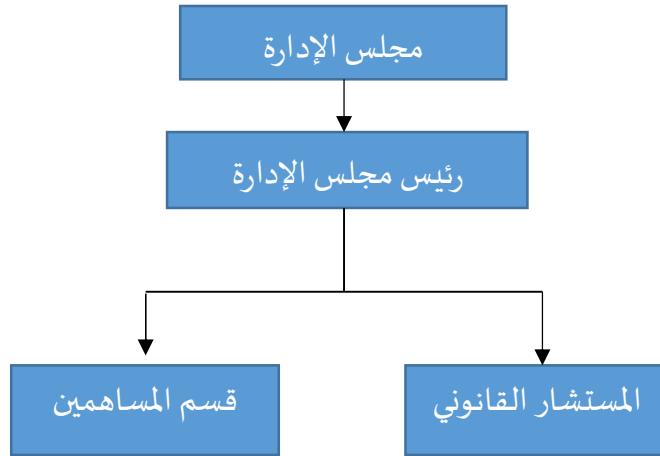 مجلس الإدارة
رئيس مجلس الإدارة
المستشار القانوني
قسم المساهمين